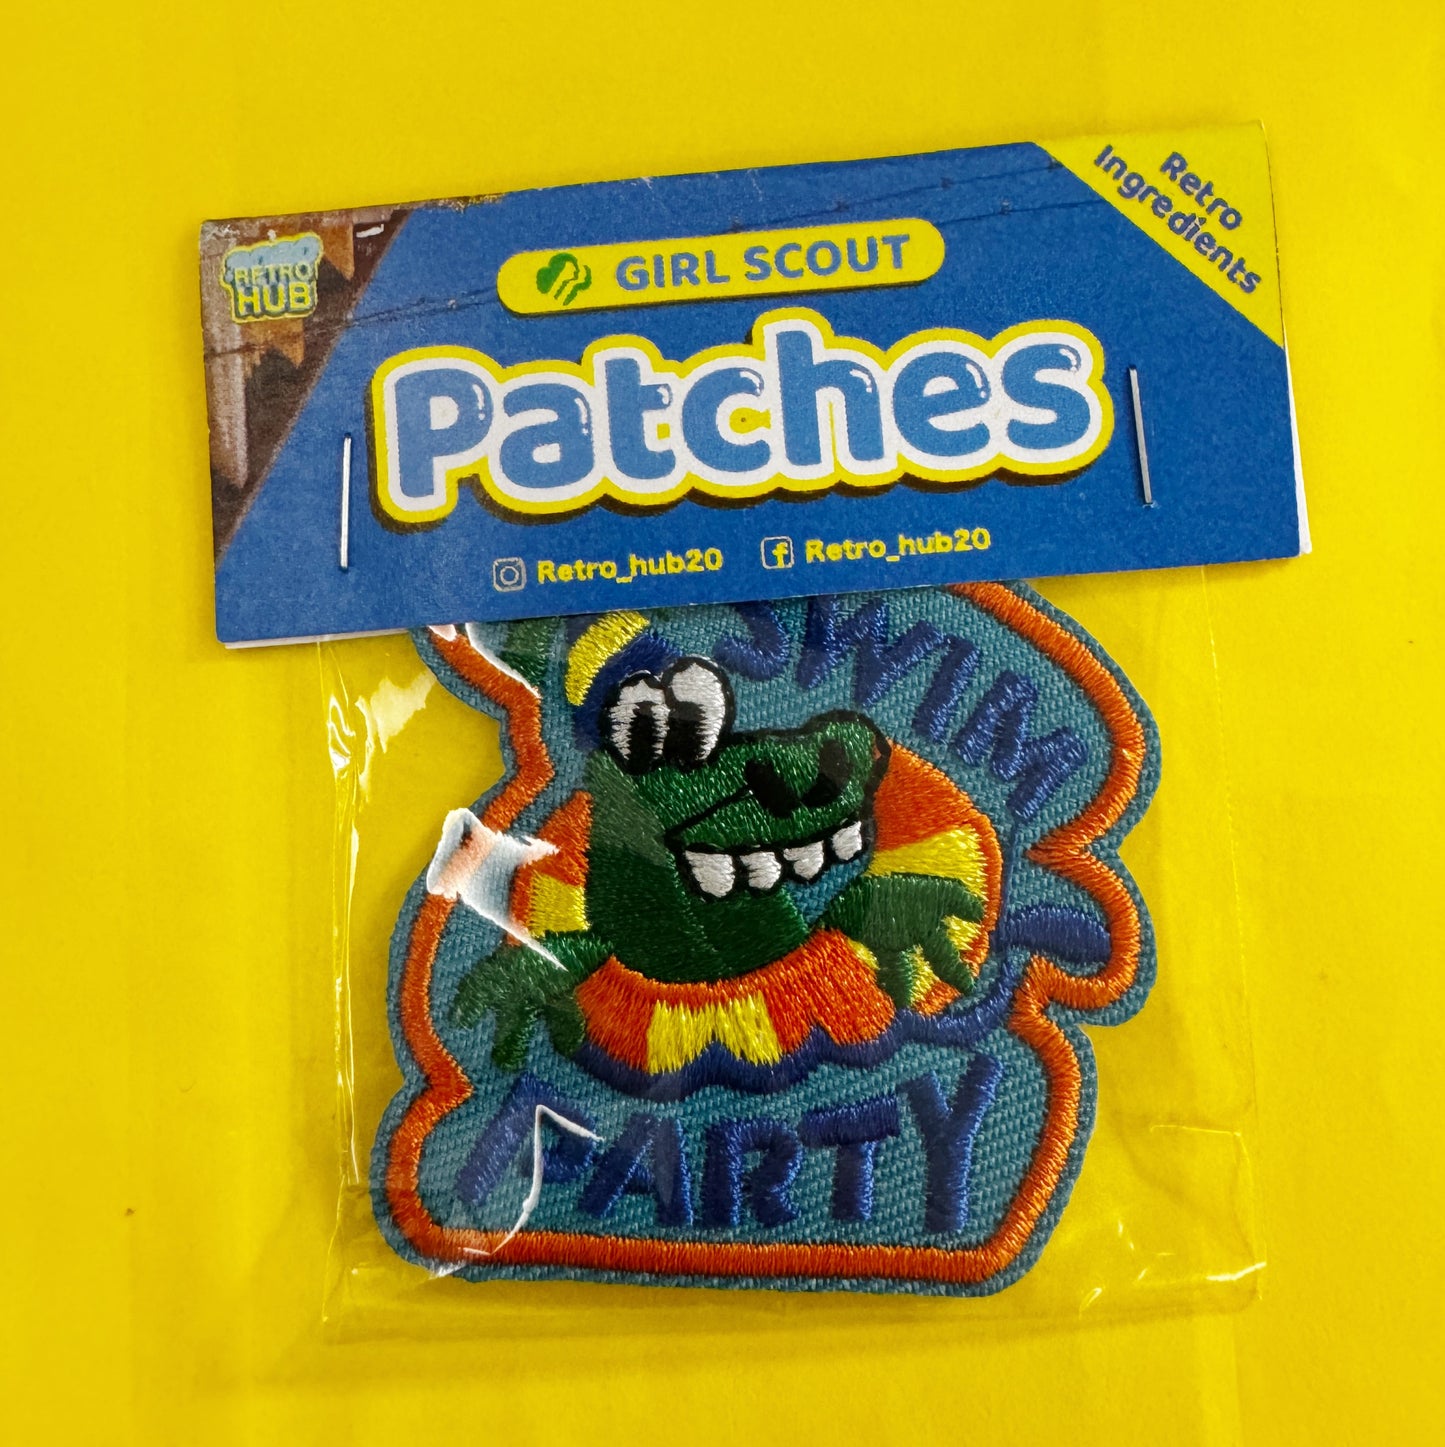 RETRO
HUB
GIRL SCOUT
Retro
Ingredients
Patches
Retro_hub20
Retro_hub20
SWIM
PARTY